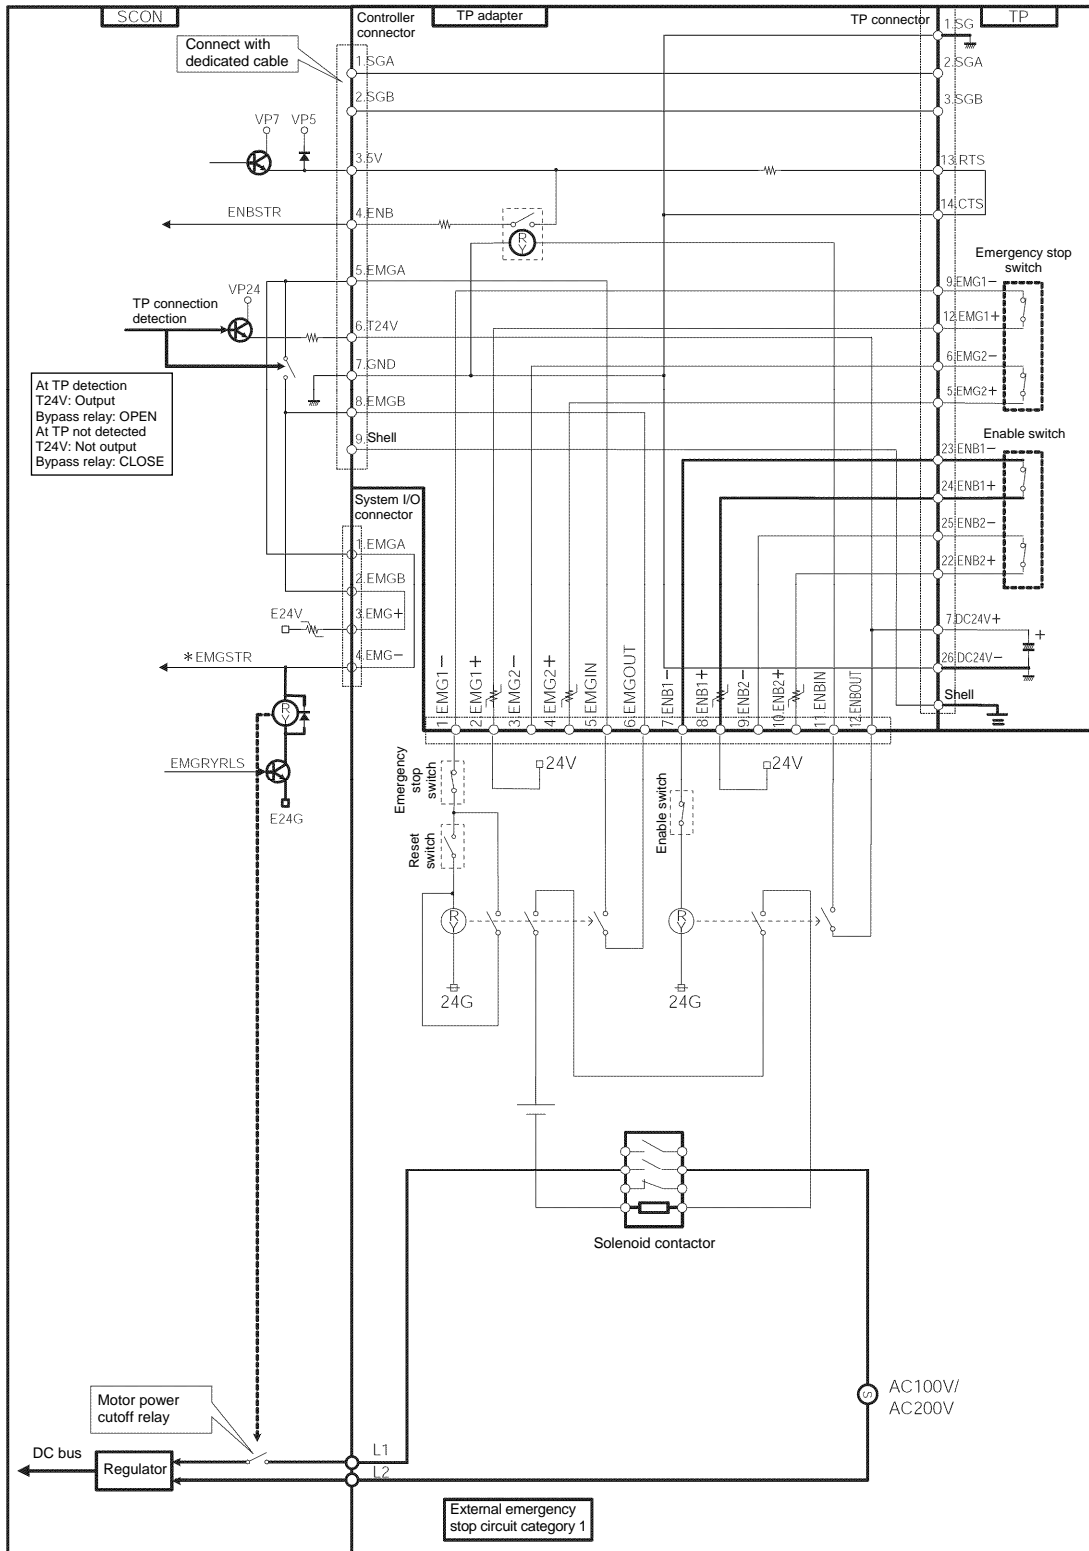 SCON
Controller
connector
TP adapter
TP connector
TP
Connect with
dedicated cable
1.SG
1.SGA
2.SGA
2.SGB
3.SGB
VP7
VP5
3.5V
13.RTS
ENBSTR
4.ENB
14.CTS
RY
Emergency stop
switch
5.EMGA
9.EMG1−
VP24
TP connection
detection
12.EMG1+
6.T24V
6.EMG2−
7.GND
5.EMG2+
At TP detection
T24V: Output
Bypass relay: OPEN
At TP not detected
T24V: Not output
Bypass relay: CLOSE
8.EMGB
Enable switch
9.Shell
23.ENB1−
24.ENB1+
System I/O
connector
25.ENB2−
1.EMGA
22.ENB2+
2.EMGB
E24V
3.EMG+
7.DC24V+
+
*EMGSTR
4.EMG−
26.DC24V−
Shell
1.EMG1−
2.EMG1+
3.EMG2−
4.EMG2+
5.EMGIN
6.EMGOUT
7.ENB1−
8.ENB1+
9.ENB2−
10.ENB2+
11.ENBIN
12.ENBOUT
RY
EMGRYRLS
E24G
Emergency
stop
switch
24V
Enable switch
24V
Reset
switch
RY
RY
24G
24G
Solenoid contactor
S
AC100V/
AC200V
Motor power
cutoff relay
DC bus
Regulator
L1
L2
External emergency
stop circuit category 1